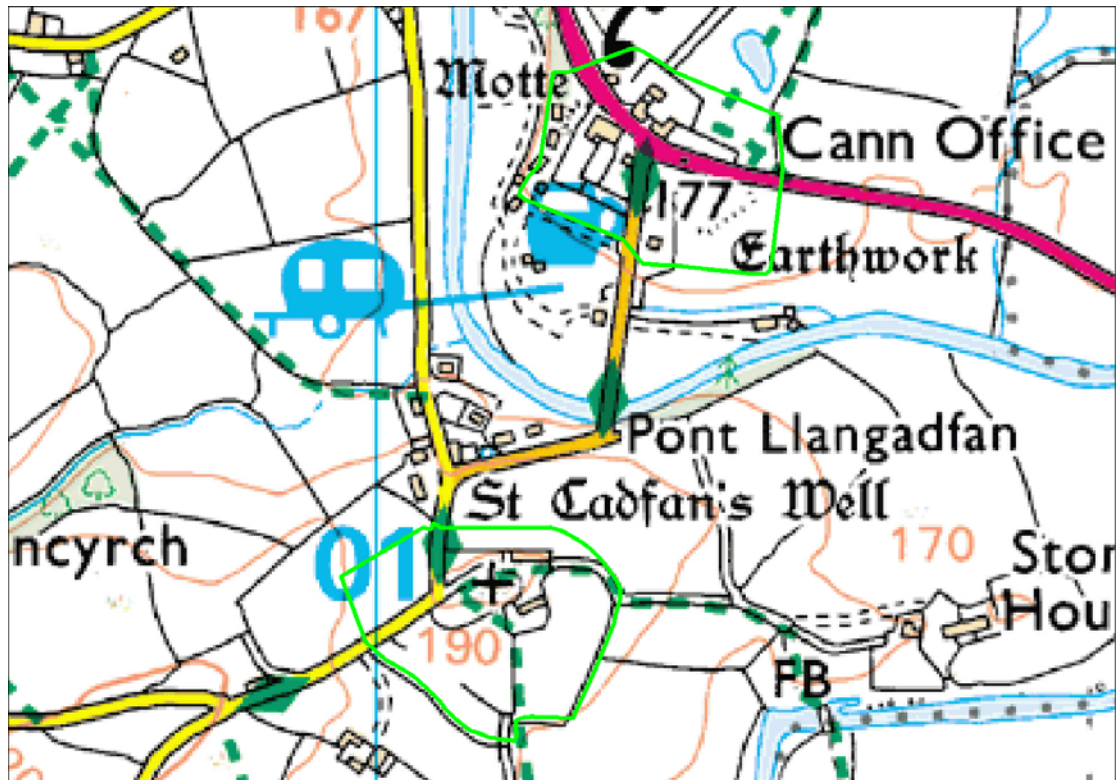 167
Motte
Cann Office
177
Earthwork
Pont Llangadfan
St Cadfan's Well
ncyrch
01
170
Stor
Hou
190
FB